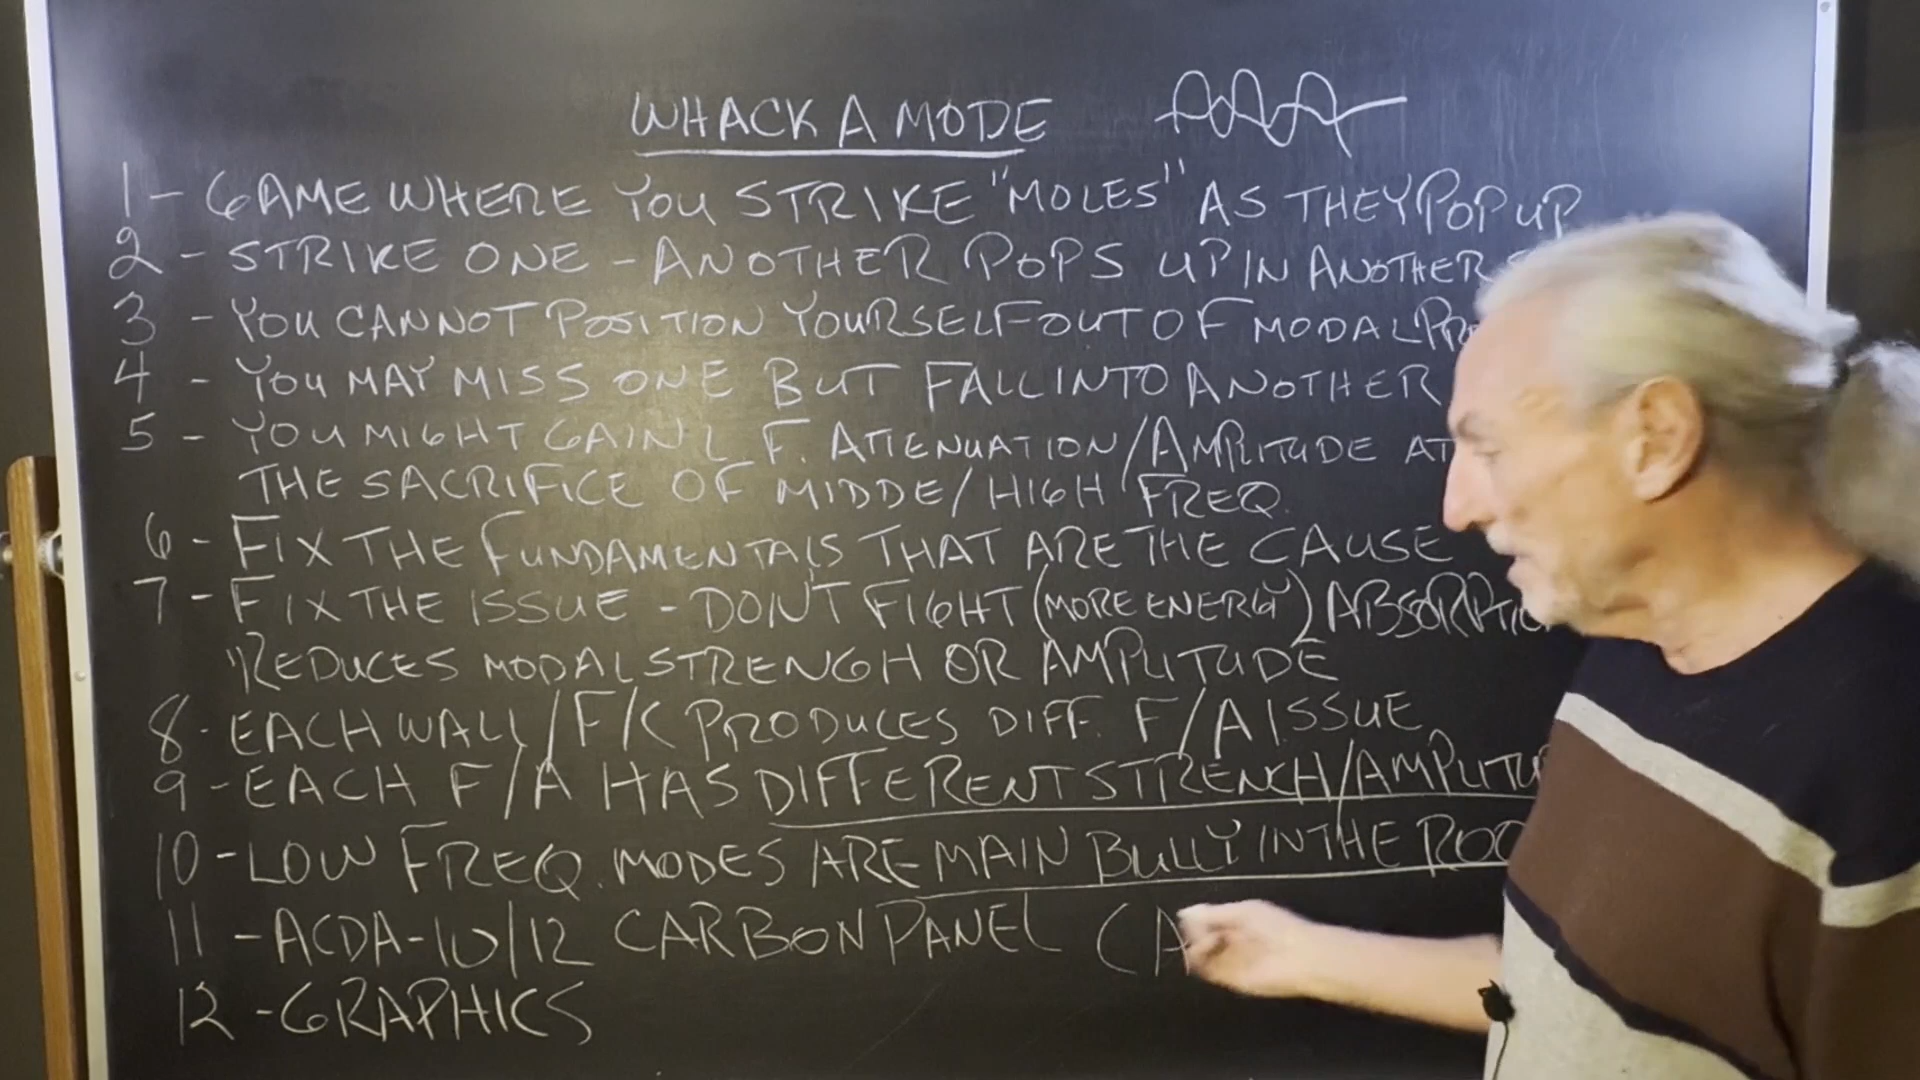 WHACK A MODE
1 - GAME WHERE YOU STRIKE "MOLES" AS THEY POP UP
2 - STRIKE ONE - ANOTHER POPS UP IN ANOTHER
3 - YOU CANNOT POSITION YOURSELF OUT OF MODAL
4 - YOU MAY MISS ONE BUT FALL INTO ANOTHER
5 - YOU MIGHT GAIN L F. ATTENUATION/AMPLITUDE AT
THE SACRIFICE OF MIDDE/HIGH FREQ.
6 - FIX THE FUNDAMENTALS THAT ARE THE CAUSE
7 - FIX THE ISSUE - DON'T FIGHT (MORE ENERGY) ABSORPTION
REDUCES MODAL STRENGH OR AMPLITUDE
8 - EACH WALL/F/C PRODUCES DIFF. F/A ISSUE
9 - EACH F/A HAS DIFFERENT STRENGH/AMPLITU
10 - LOW FREQ. MODES ARE MAIN BULLY IN THE ROO
11 - ACDA-10/12 CARBON PANEL (A
12 - GRAPHICS